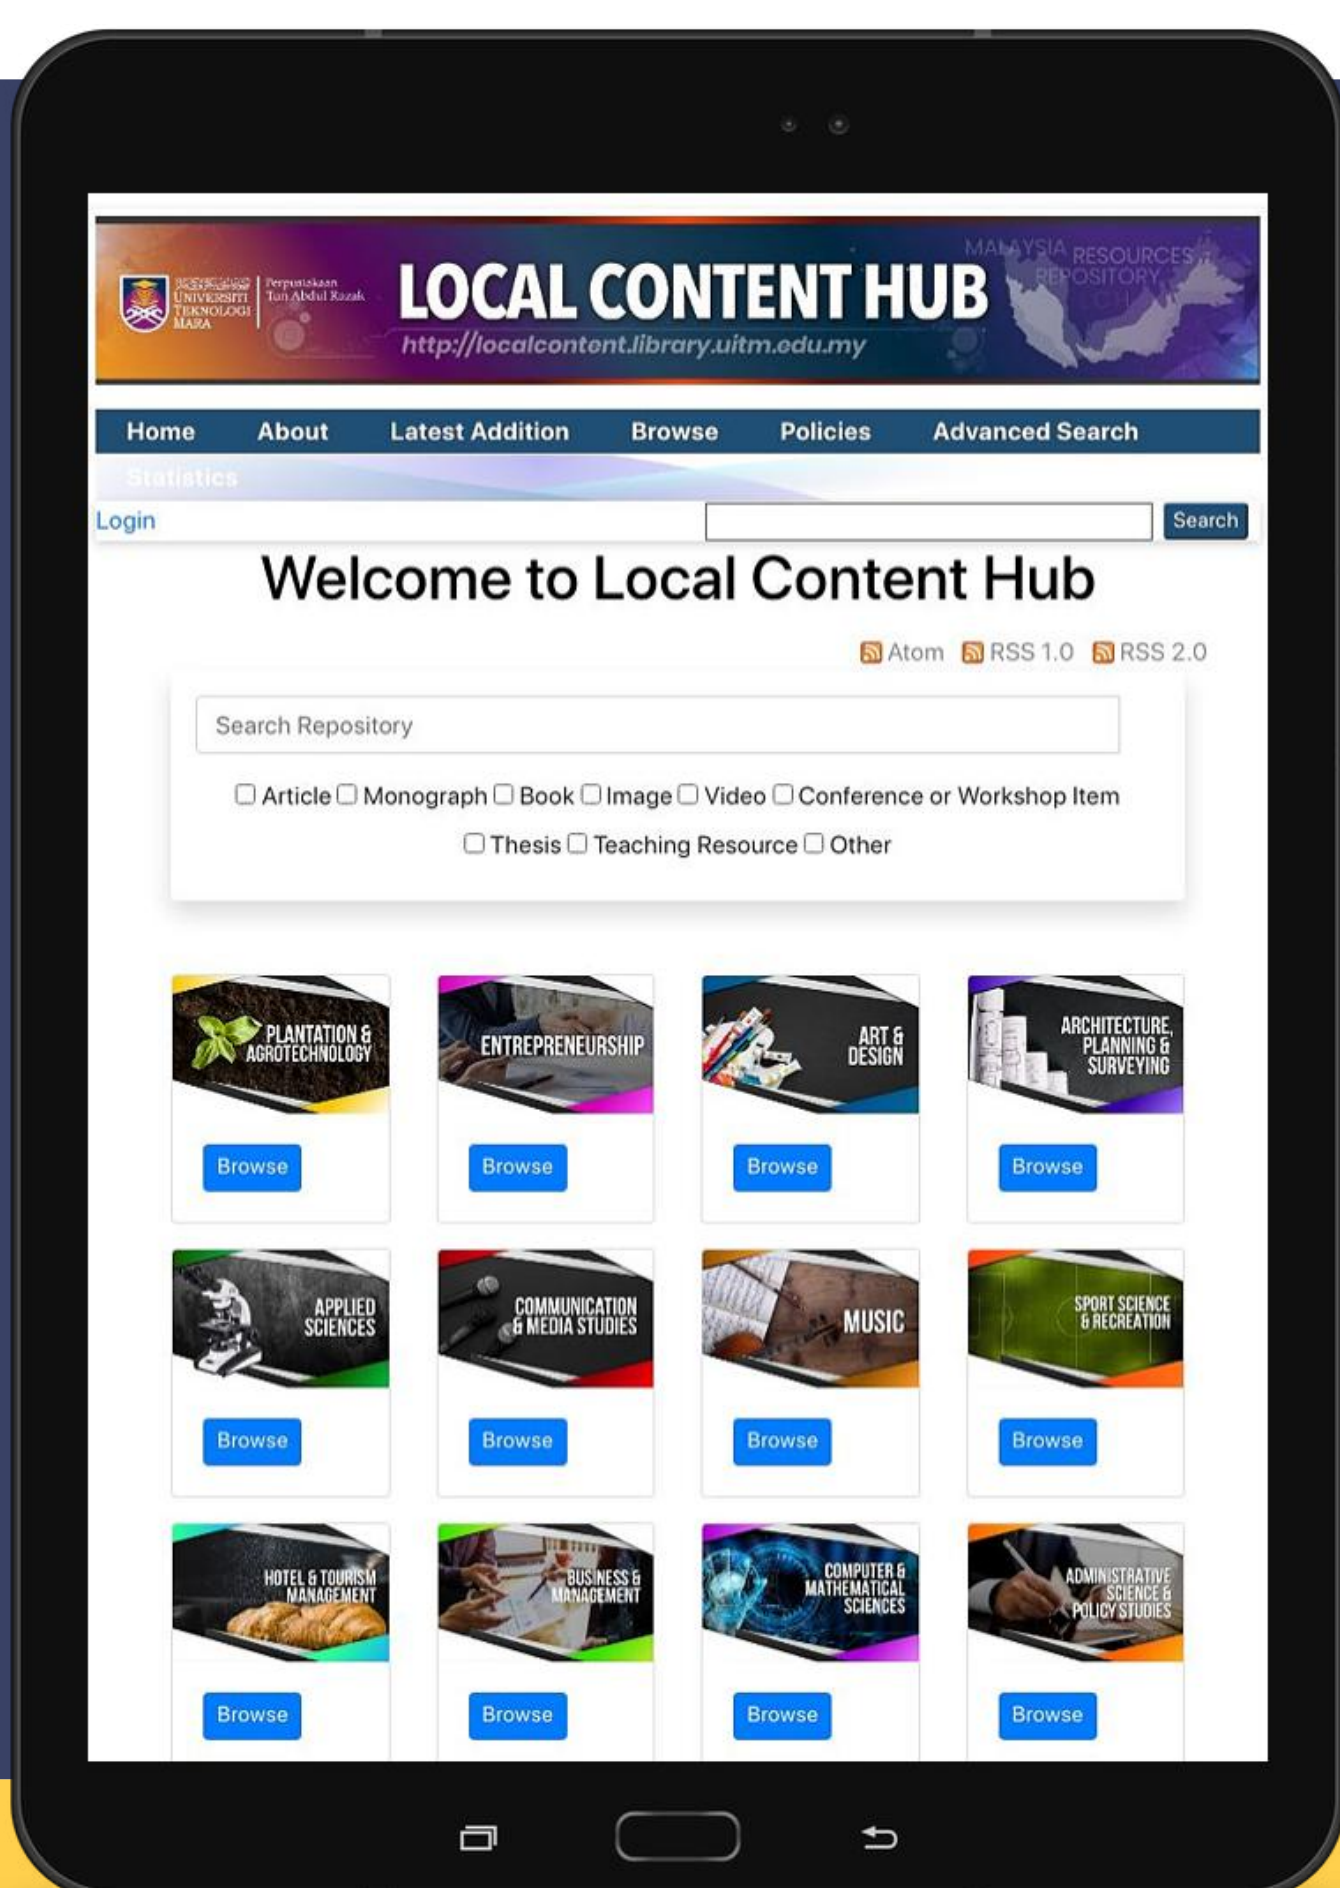 UNIVERSITI
TEKNOLOGI
MARA
Perpustakaan
Tun Abdul Razak
LOCAL CONTENT HUB
http://localcontent.library.uitm.edu.my
MALAYSIA RESOURCES
REPOSITORY
Home About Latest Addition Browse Policies Advanced Search
Statistics
Login Search
Welcome to Local Content Hub
Atom RSS 1.0 RSS 2.0
Search Repository
Article Monograph Book Image Video Conference or Workshop Item
Thesis Teaching Resource Other
PLANTATION &
AGROTECHNOLOGY
ENTREPRENEURSHIP
ART &
DESIGN
ARCHITECTURE,
PLANNING &
SURVEYING
Browse Browse Browse Browse
APPLIED
SCIENCES
COMMUNICATION
& MEDIA STUDIES
MUSIC
SPORT SCIENCE
& RECREATION
Browse Browse Browse Browse
HOTEL & TOURISM
MANAGEMENT
BUSINESS &
MANAGEMENT
COMPUTER &
MATHEMATICAL
SCIENCES
ADMINISTRATIVE
SCIENCE &
POLICY STUDIES
Browse Browse Browse Browse